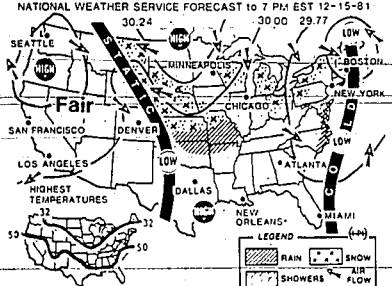 NATIONAL WEATHER SERVICE FORECAST to 7 PM EST 12-15-81
30.24
30.00
29.77
SEATTLE
HIGH
HIGH
LOW
BOSTON
MINNEAPOLIS
NEW YORK
CHICAGO
Fair
STATIC
COLD
SAN FRANCISCO
DENVER
LOS ANGELES
LOW
ATLANTA
HIGHEST
TEMPERATURES
DALLAS
NEW
ORLEANS
MIAMI
32
32
50
50
LEGEND
RAIN
SNOW
SHOWERS
AIR
FLOW